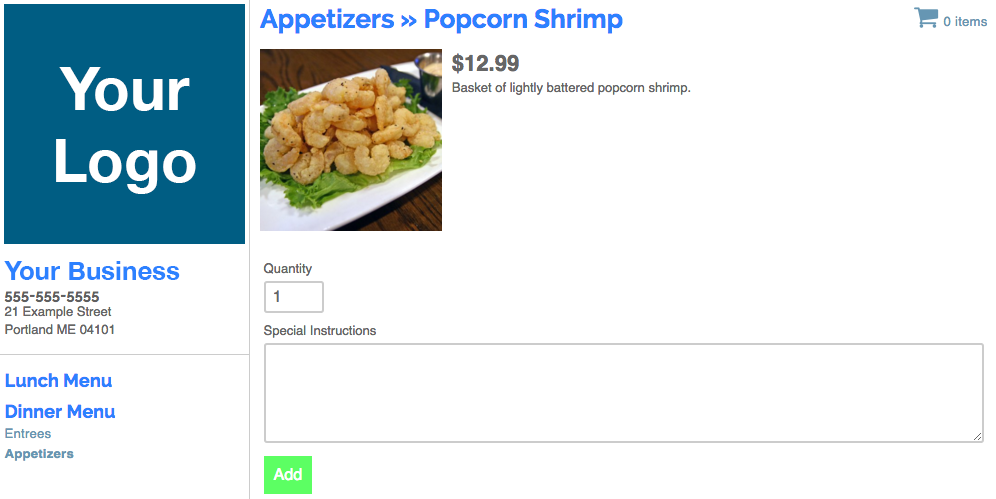 Your
Logo
Your Business
555-555-5555
21 Example Street
Portland ME 04101
Lunch Menu
Dinner Menu
Entrees
Appetizers
Appetizers » Popcorn Shrimp
0 items
$12.99
Basket of lightly battered popcorn shrimp.
Quantity
1
Special Instructions
Add